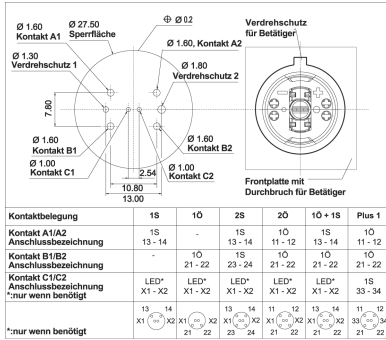 Ø 1.60
Kontakt A1
Ø 27.50
Sperrfläche
Ø 0.2
Ø 1.60, Kontakt A2
Ø 1.30
Verdrehschutz 1
Ø 1.80
Verdrehschutz 2
7.80
Ø 1.60
Kontakt B1
Ø 1.60
Kontakt B2
Ø 1.00
Kontakt C1
Ø 1.00
Kontakt C2
2.54
10.80
13.00
Verdrehschutz
für Betätiger
Frontplatte mit
Durchbruch für Betätiger
Kontaktbelegung 1S 1Ö 2S 2Ö 1Ö + 1S Plus 1
Kontakt A1/A2 1S - 1S 1Ö 1S 1Ö
Anschlussbezeichnung 13 - 14 13 - 14 11 - 12 13 - 14 11 - 12
Kontakt B1/B2 - 1Ö 1S 1Ö 1Ö 1Ö
Anschlussbezeichnung 21 - 22 23 - 24 21 - 22 21 - 22 21 - 22
Kontakt C1/C2 LED* LED* LED* LED* LED* 1S
Anschlussbezeichnung X1 - X2 X1 - X2 X1 - X2 X1 - X2 X1 - X2 33 - 34
*:nur wenn benötigt
13 14 13 14 11 12 13 14 11 12
X1 X2 X1 X2 X1 X2 X1 X2 X1 X2 33 34
*:nur wenn benötigt 21 22 23 24 21 22 21 22 21 22